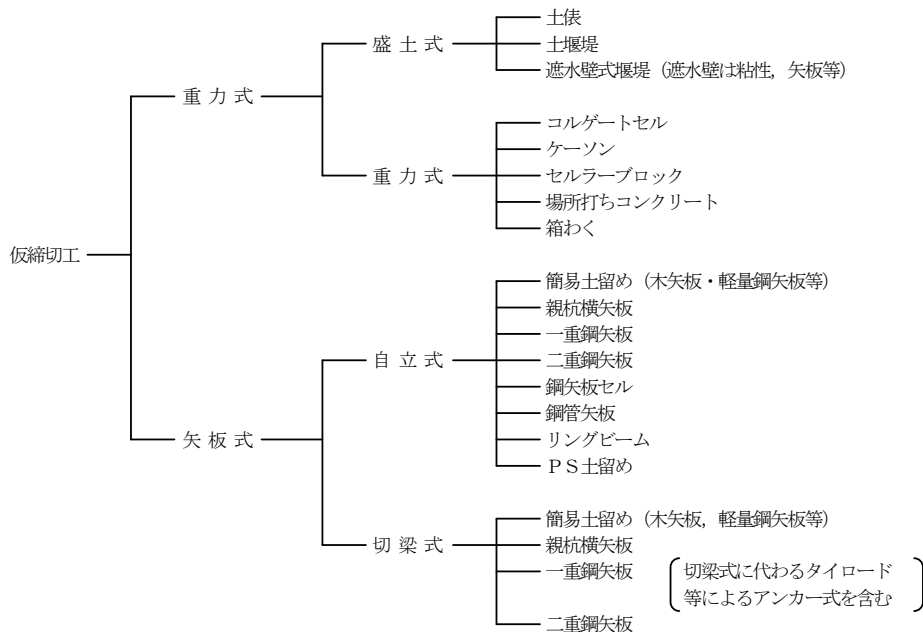 土俵
盛 土 式
土堰堤
遮水壁式堰堤（遮水壁は粘性，矢板等）
重 力 式
コルゲートセル
ケーソン
重 力 式
セルラーブロック
場所打ちコンクリート
箱わく
仮締切工
簡易土留め（木矢板・軽量鋼矢板等）
親杭横矢板
一重鋼矢板
自 立 式
二重鋼矢板
鋼矢板セル
鋼管矢板
矢 板 式
リングビーム
ＰＳ土留め
簡易土留め（木矢板，軽量鋼矢板等）
切 梁 式
親杭横矢板
一重鋼矢板
切梁式に代わるタイロード
等によるアンカー式を含む
二重鋼矢板